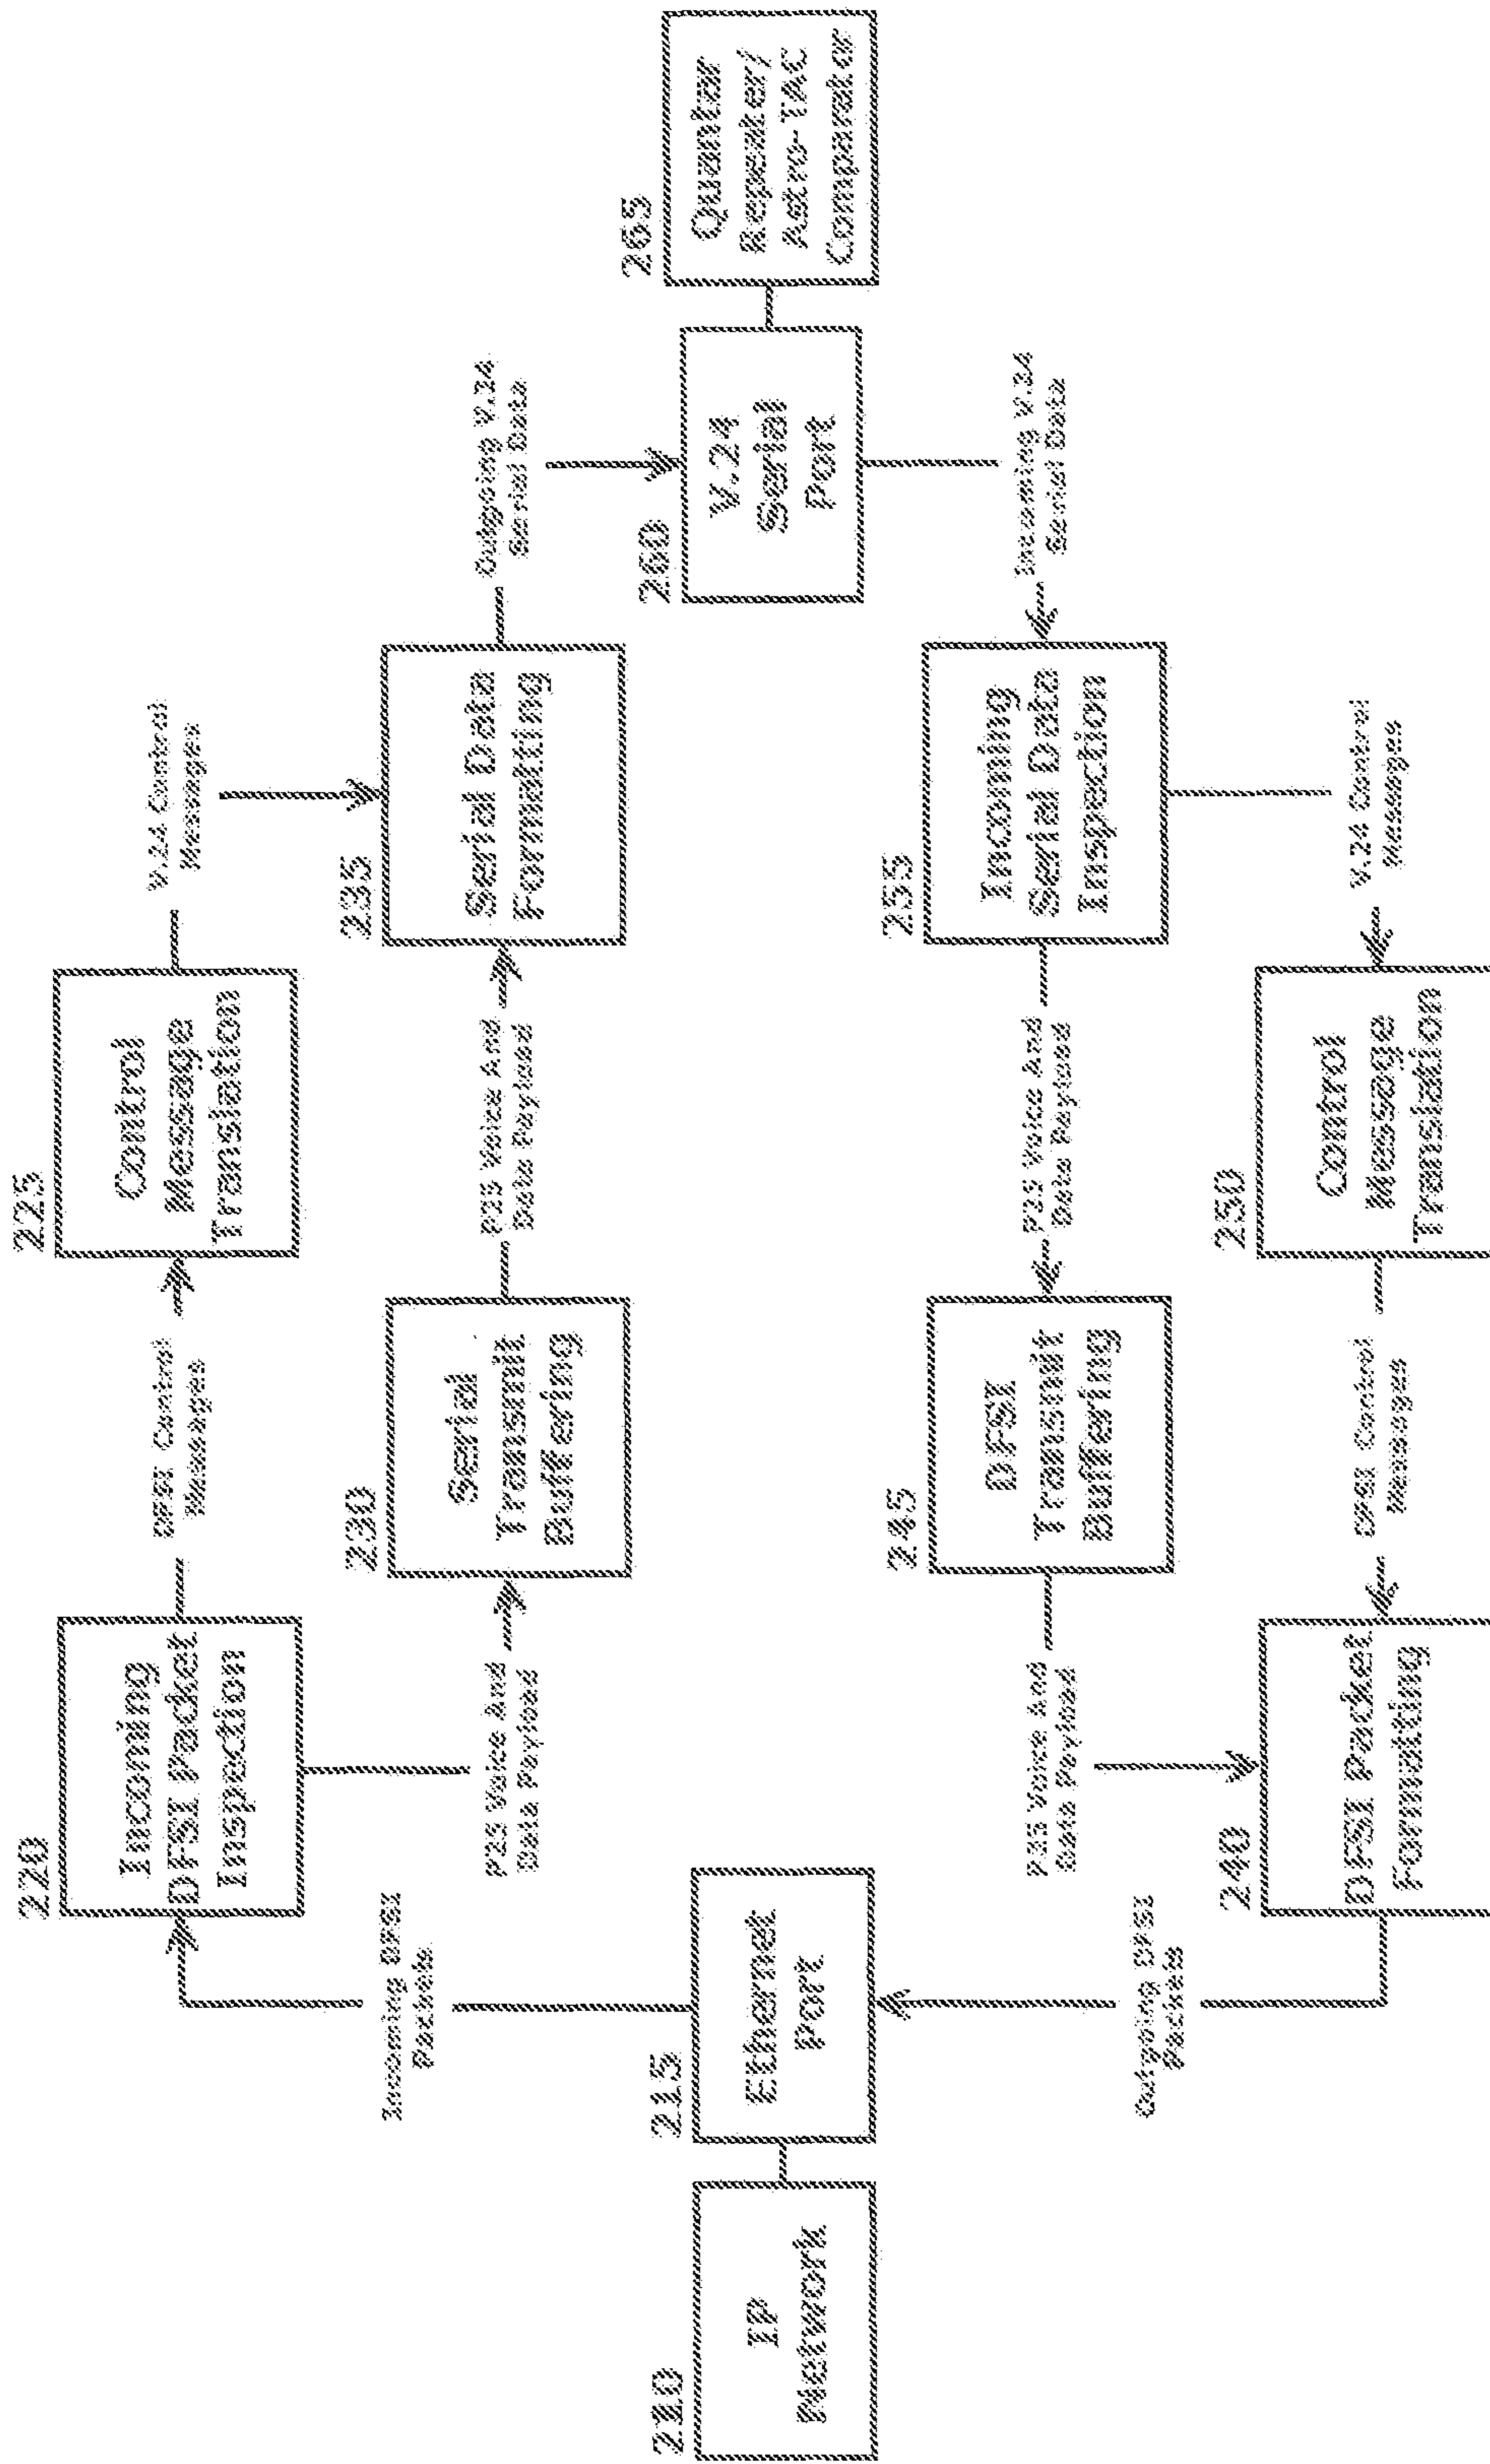 220
Incoming
DFSI Packet
Inspection
DFSI Control
Messages
225
Control
Message
Translation
V.24 Control
Messages
Incoming DFSI
Packets
P25 Voice And
Data Payload
230
Serial
Transmit
Buffering
P25 Voice And
Data Payload
235
Serial Data
Formatting
Outgoing V.24
Serial Data
210
IP
Network
215
Ethernet
Port
260
V.24
Serial
Port
265
Quantar
Repeater/
Astro-TAC
Comparator
Outgoing DFSI
Packets
P25 Voice And
Data Payload
245
DFSI
Transmit
Buffering
P25 Voice And
Data Payload
255
Incoming
Serial Data
Inspection
Incoming V.24
Serial Data
240
DFSI Packet
Formatting
DFSI Control
Messages
250
Control
Message
Translation
V.24 Control
Messages